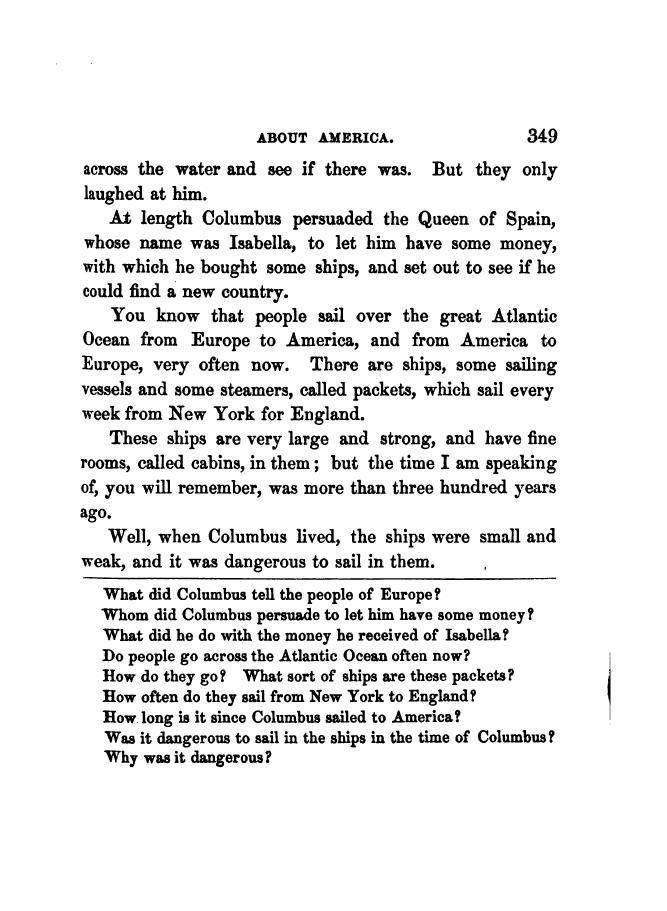 ABOUT AMERICA. 349
across the water and see if there was. But they only
laughed at him.
At length Columbus persuaded the Queen of Spain,
whose name was Isabella, to let him have some money,
with which he bought some ships, and set out to see if he
could find a new country.
You know that people sail over the great Atlantic
Ocean from Europe to America, and from America to
Europe, very often now. There are ships, some sailing
vessels and some steamers, called packets, which sail every
week from New York for England.
These ships are very large and strong, and have fine
rooms, called cabins, in them; but the time I am speaking
of, you will remember, was more than three hundred years
ago.
Well, when Columbus lived, the ships were small and
weak, and it was dangerous to sail in them.
What did Columbus tell the people of Europe?
Whom did Columbus persuade to let him have some money?
What did he do with the money he received of Isabella?
Do people go across the Atlantic Ocean often now?
How do they go? What sort of ships are these packets?
How often do they sail from New York to England?
How long is it since Columbus sailed to America?
Was it dangerous to sail in the ships in the time of Columbus?
Why was it dangerous?